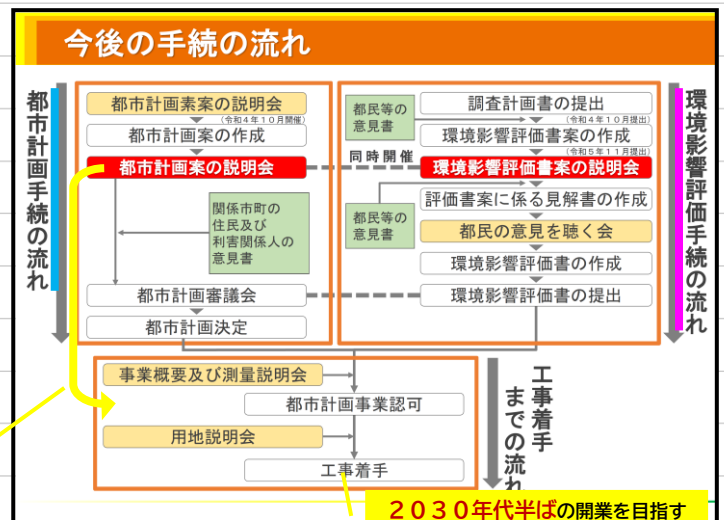 今後の手続の流れ
都市計画手続の流れ
都市計画素案の説明会
（令和４年１０月開催）
都市計画案の作成
都市計画案の説明会
関係市町の
住民及び
利害関係人の
意見書
都市計画審議会
都市計画決定
同時開催
環境影響評価手続の流れ
調査計画書の提出
（令和４年１０月提出）
都民等の
意見書
環境影響評価書案の作成
（令和５年１１月提出）
環境影響評価書案の説明会
評価書案に係る見解書の作成
都民等の
意見書
都民の意見を聴く会
環境影響評価書の作成
環境影響評価書の提出
工事着手
までの流れ
事業概要及び測量説明会
都市計画事業認可
用地説明会
工事着手
２０３０年代半ばの開業を目指す